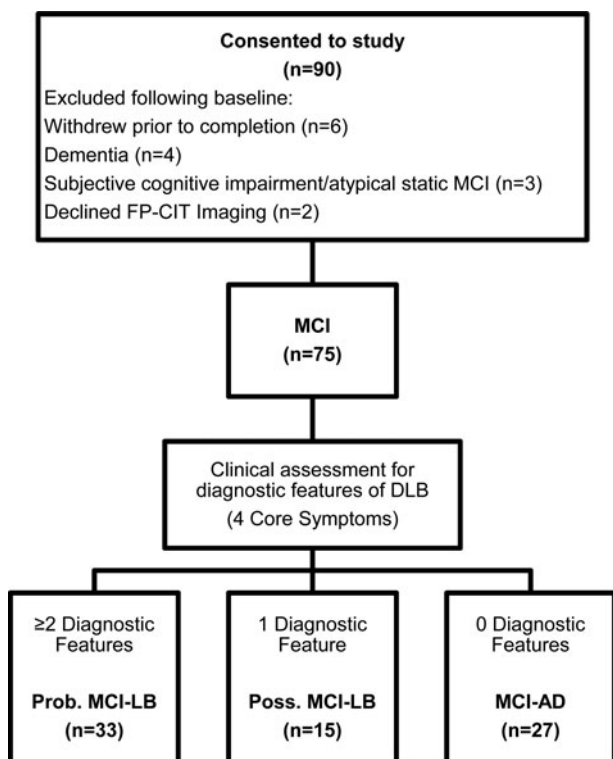 Consented to study
(n=90)
Excluded following baseline:
Withdrew prior to completion (n=6)
Dementia (n=4)
Subjective cognitive impairment/atypical static MCI (n=3)
Declined FP-CIT Imaging (n=2)
MCI
(n=75)
Clinical assessment for
diagnostic features of DLB
(4 Core Symptoms)
≥2 Diagnostic
Features
Prob. MCI-LB
(n=33)
1 Diagnostic
Feature
Poss. MCI-LB
(n=15)
0 Diagnostic
Features
MCI-AD
(n=27)